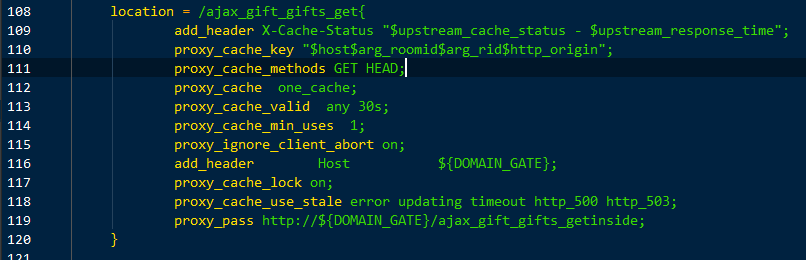 108 location = /ajax_gift_gifts_get{
109 add_header X-Cache-Status "$upstream_cache_status - $upstream_response_time";
110 proxy_cache_key "$host$arg_roomid$arg_rid$http_origin";
111 proxy_cache_methods GET HEAD;
112 proxy_cache one_cache;
113 proxy_cache_valid any 30s;
114 proxy_cache_min_uses 1;
115 proxy_ignore_client_abort on;
116 add_header Host ${DOMAIN_GATE};
117 proxy_cache_lock on;
118 proxy_cache_use_stale error updating timeout http_500 http_503;
119 proxy_pass http://${DOMAIN_GATE}/ajax_gift_gifts_getinside;
120 }
121